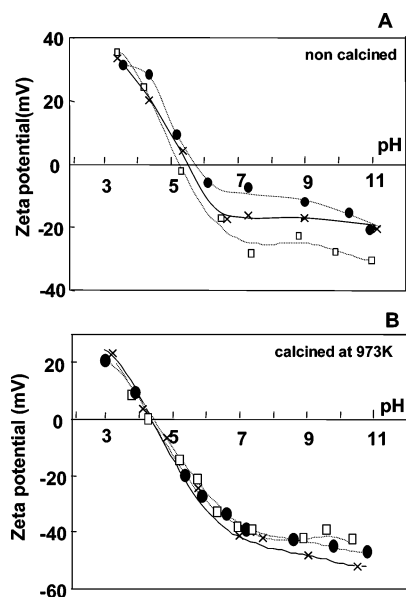 A
40
non calcined
20
pH
0
3 5 7 9 11
-20
-40
Zeta potential(mV)
B
20
calcined at 973K
pH
0
3 5 7 9 11
-20
-40
-60
Zeta potential (mV)